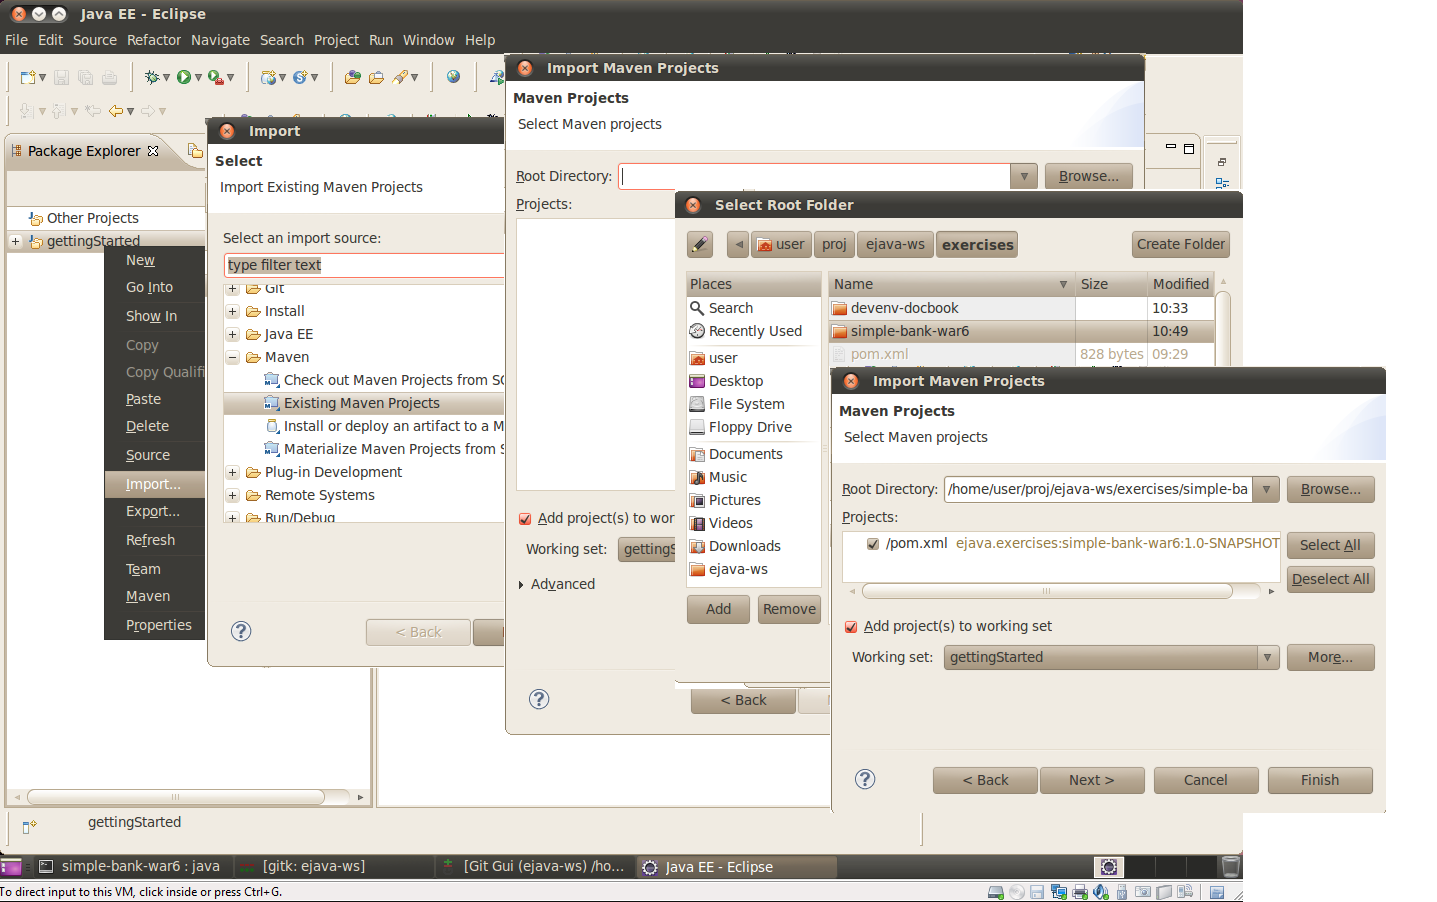 Java EE - Eclipse
File Edit Source Refactor Navigate Search Project Run Window Help
Package Explorer
Other Projects
gettingStarted
New
Go Into
Show In
Copy
Copy Qualifi
Paste
Delete
Source
Import...
Export...
Refresh
Team
Maven
Properties
Import
Select
Import Existing Maven Projects
Select an import source:
type filter text
Git
Install
Java EE
Maven
Check out Maven Projects from SC
Existing Maven Projects
Install or deploy an artifact to a M
Materialize Maven Projects from S
Plug-in Development
Remote Systems
Run/Debug
< Back
Import Maven Projects
Maven Projects
Select Maven projects
Root Directory:
Browse...
Projects:
Add project(s) to wor
Working set: gettingS
Advanced
< Back
Select Root Folder
user proj ejava-ws exercises Create Folder
Places
Search
Recently Used
user
Desktop
File System
Floppy Drive
Documents
Music
Pictures
Videos
Downloads
ejava-ws
Add Remove
Name Size Modified
devenv-docbook 10:33
simple-bank-war6 10:49
pom.xml 828 bytes 09:29
Import Maven Projects
Maven Projects
Select Maven projects
Root Directory: /home/user/proj/ejava-ws/exercises/simple-ba Browse...
Projects:
/pom.xml ejava.exercises:simple-bank-war6:1.0-SNAPSHOT
Select All
Deselect All
Add project(s) to working set
Working set: gettingStarted More...
< Back Next > Cancel Finish
gettingStarted
simple-bank-war6 : java [gitk: ejava-ws] [Git Gui (ejava-ws) /ho... Java EE - Eclipse
To direct input to this VM, click inside or press Ctrl+G.